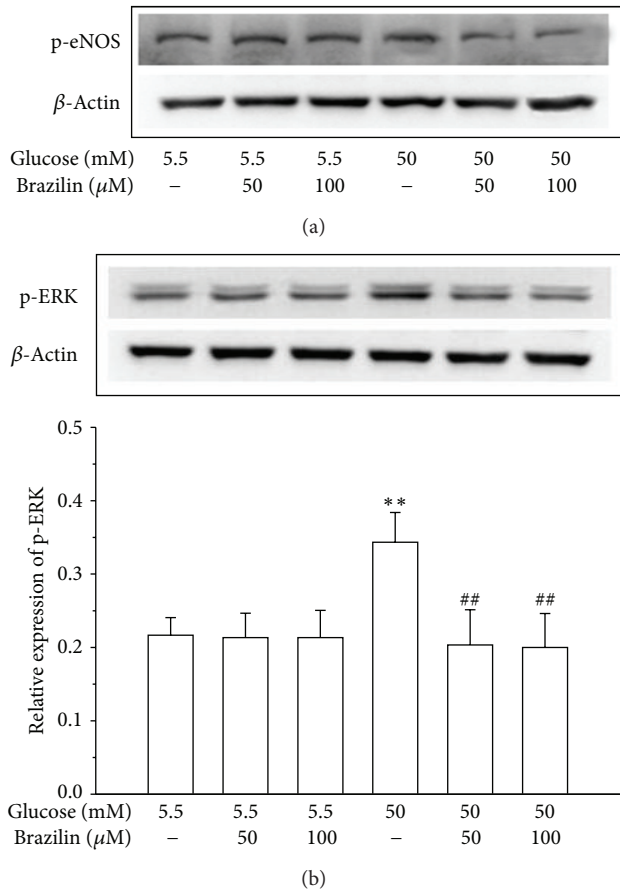 p-eNOS
β-Actin
Glucose (mM) 5.5 5.5 5.5 50 50 50
Brazilin (μM) – 50 100 – 50 100
(a)
p-ERK
β-Actin
0.5
0.4
0.3
0.2
0.1
0.0
Relative expression of p-ERK
**
## ##
Glucose (mM) 5.5 5.5 5.5 50 50 50
Brazilin (μM) – 50 100 – 50 100
(b)